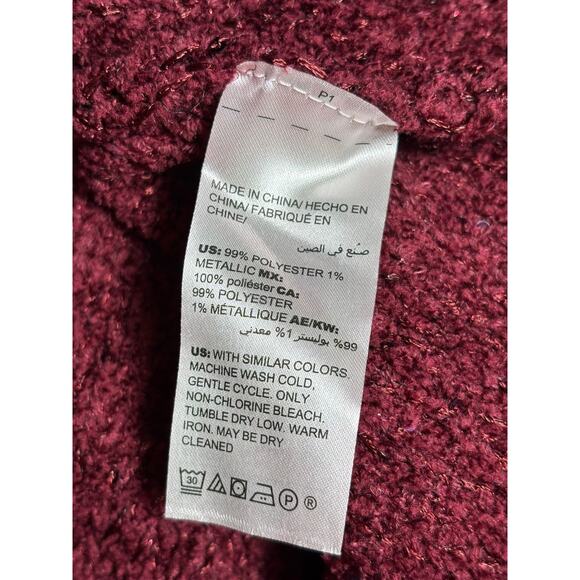 P1
MADE IN CHINA/ HECHO EN
CHINA/ FABRIQUÉ EN
CHINE/
صُنع في الصين
US: 99% POLYESTER 1%
METALLIC MX:
100% poliéster CA:
99% POLYESTER
1% MÉTALLIQUE AE/KW:
99% بوليستر 1% معدني
US: WITH SIMILAR COLORS.
MACHINE WASH COLD,
GENTLE CYCLE. ONLY
NON-CHLORINE BLEACH.
TUMBLE DRY LOW. WARM
IRON. MAY BE DRY
CLEANED
30 P ®